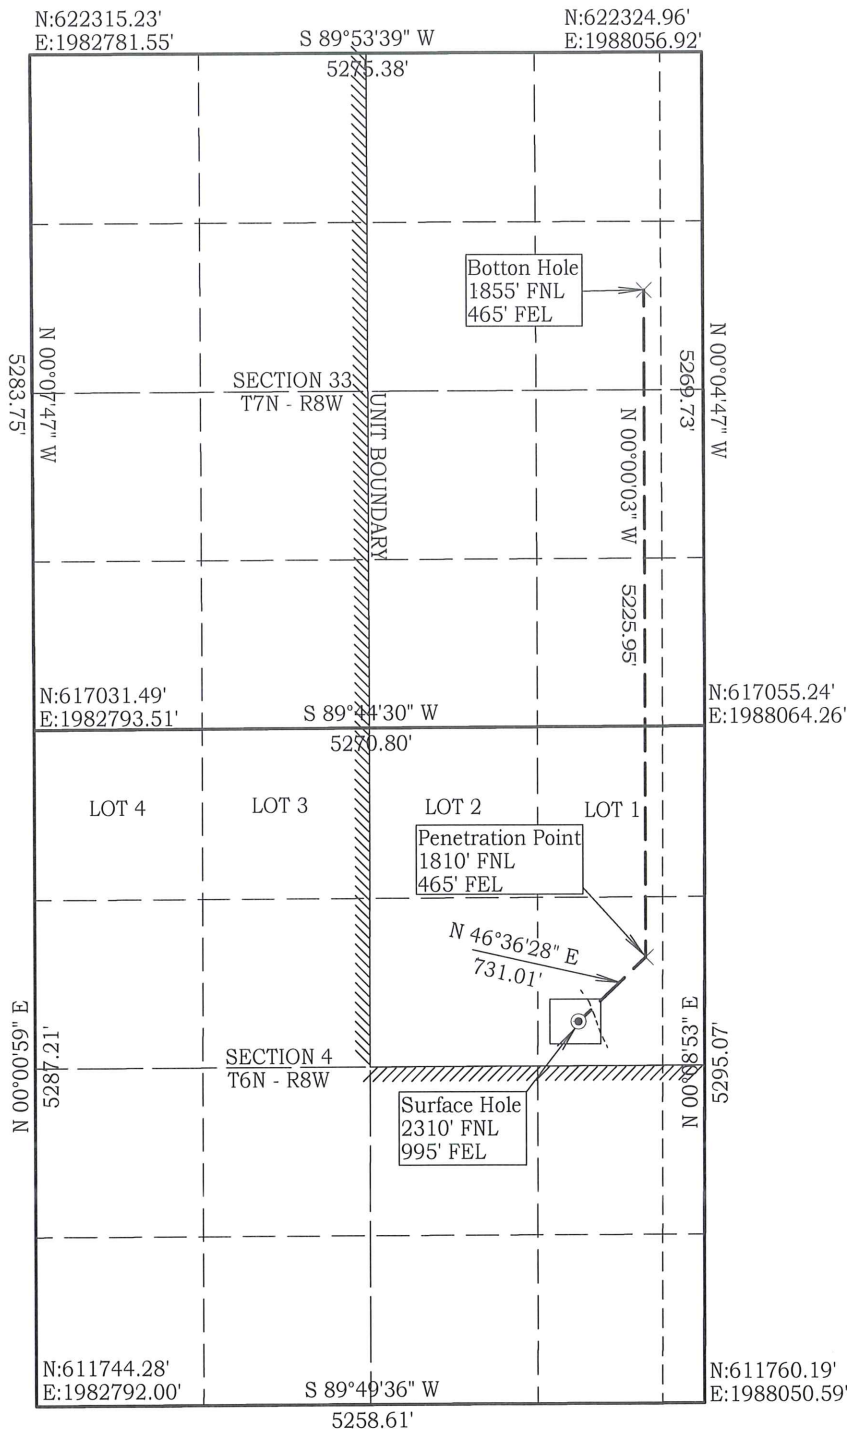 N:622315.23'
E:1982781.55'
S 89°53'39" W
5275.38'
N:622324.96'
E:1988056.92'
Botton Hole
1855' FNL
465' FEL
N 00°07'47" W
5283.75'
SECTION 33
T7N - R8W
UNIT BOUNDARY
N 00°00'03" W
5225.95'
N 00°04'47" W
5269.73'
N:617031.49'
E:1982793.51'
S 89°44'30" W
5270.80'
N:617055.24'
E:1988064.26'
LOT 4
LOT 3
LOT 2
LOT 1
Penetration Point
1810' FNL
465' FEL
N 46°36'28" E
731.01'
N 00°00'59" E
5287.21'
SECTION 4
T6N - R8W
N 00°08'53" E
5295.07'
Surface Hole
2310' FNL
995' FEL
N:611744.28'
E:1982792.00'
S 89°49'36" W
5258.61'
N:611760.19'
E:1988050.59'